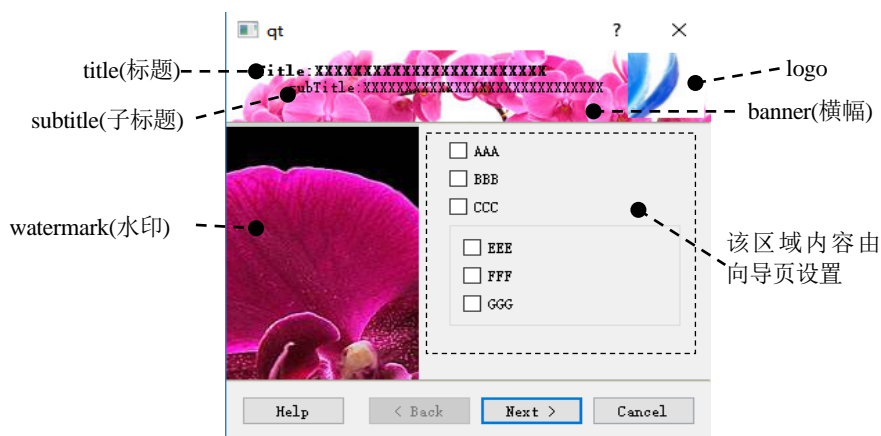 qt
?
title(标题)
Title:XXXXXXXXXXXXXXXXXXXXXXXX
logo
subTitle:XXXXXXXXXXXXXXXXXXXXXXXXXXXXX
subtitle(子标题)
banner(横幅)
AAA
BBB
CCC
watermark(水印)
EEE
FFF
GGG
该区域内容由
向导页设置
Help
< Back
Next >
Cancel